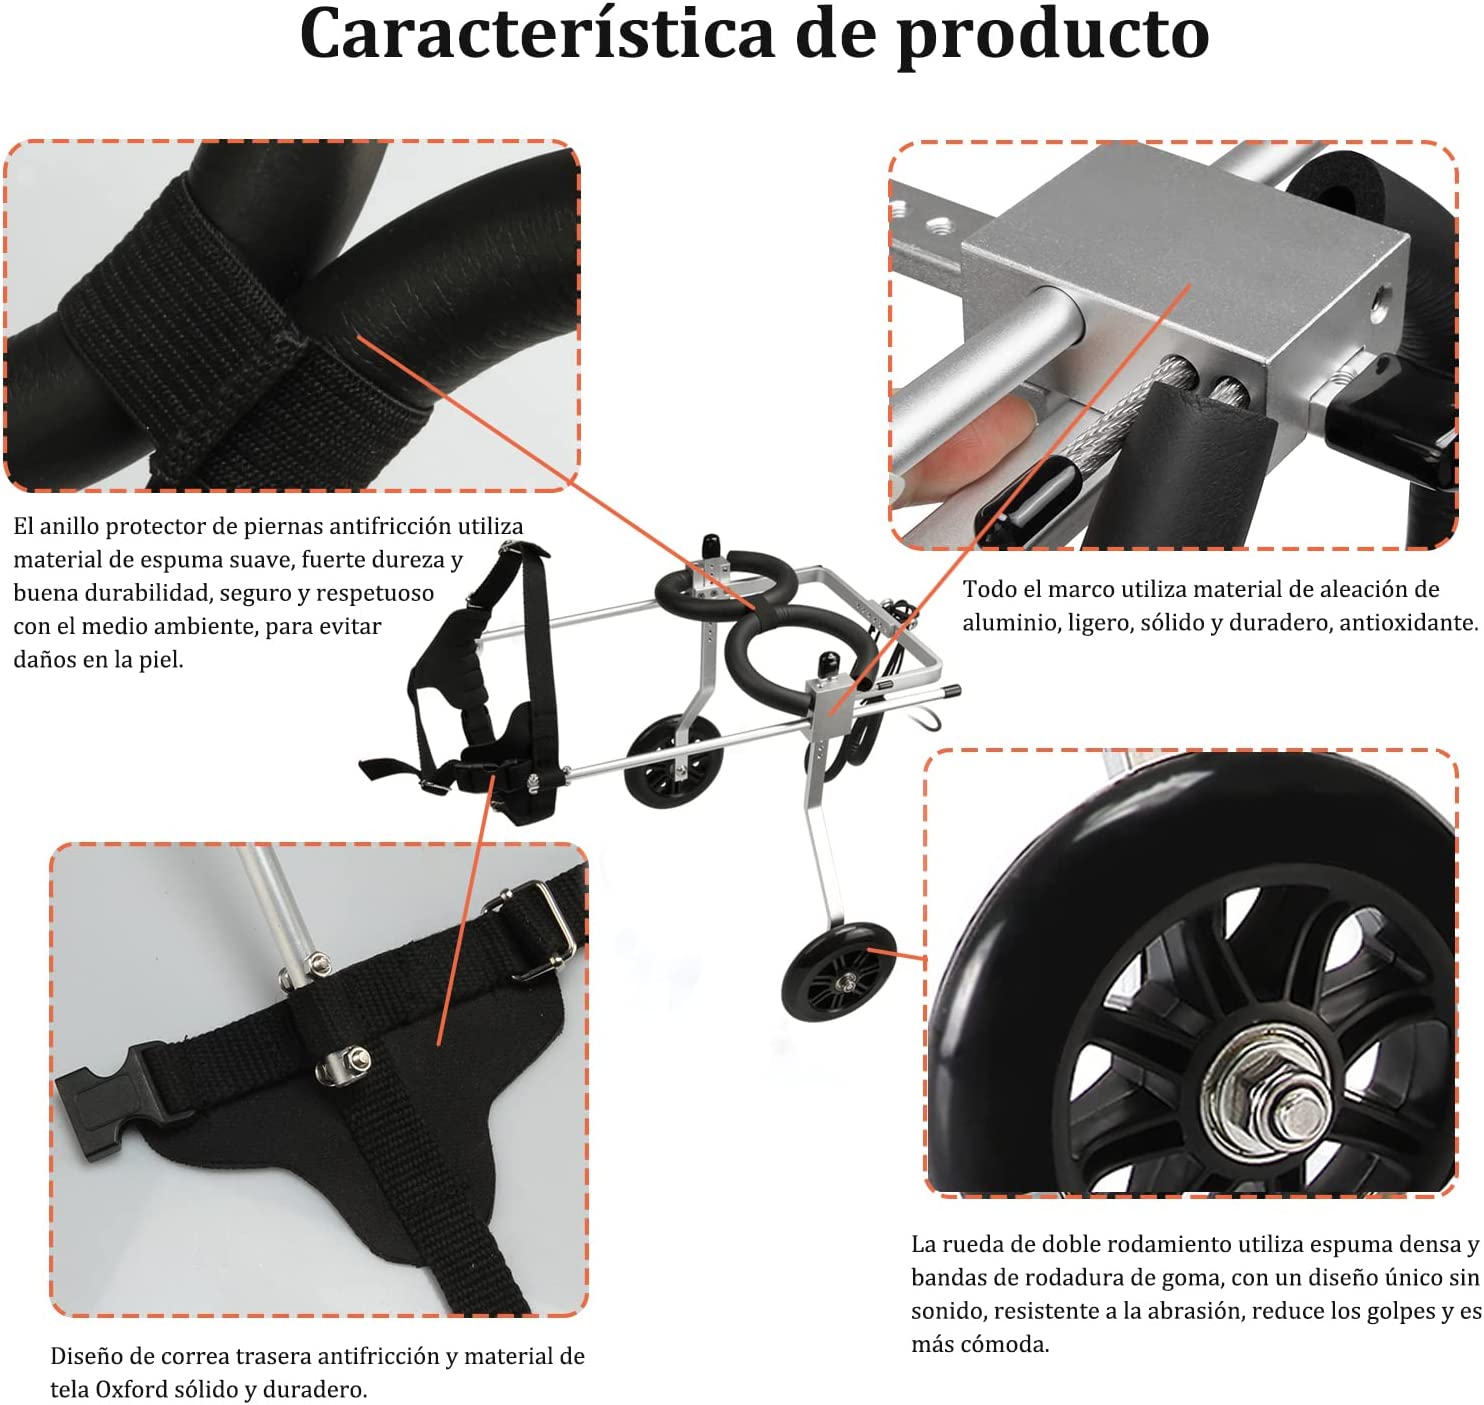 Característica de producto
El anillo protector de piernas antifricción utiliza
material de espuma suave, fuerte dureza y
buena durabilidad, seguro y respetuoso
con el medio ambiente, para evitar
daños en la piel.
Todo el marco utiliza material de aleación de
aluminio, ligero, sólido y duradero, antioxidante.
Diseño de correa trasera antifricción y material de
tela Oxford sólido y duradero.
La rueda de doble rodamiento utiliza espuma densa y
bandas de rodadura de goma, con un diseño único sin
sonido, resistente a la abrasión, reduce los golpes y es
más cómoda.